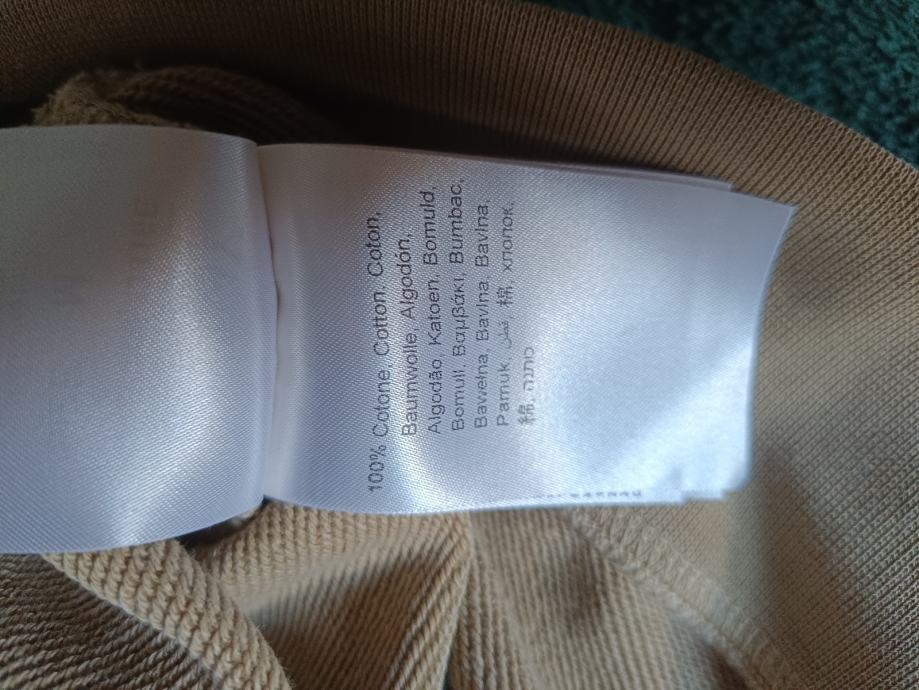 100% Cotone, Cotton, Coton,
Baumwolle, Algodón,
Algodão, Katoen, Bomuld,
Bomull, Βαμβάκι, Bumbac,
Bawełna, Bavlna, Bavlna,
Pamuk, قطن, 棉, хлопок,
綿, כותנה